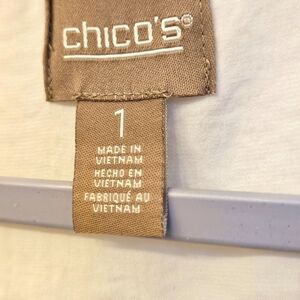 chico's®
1
MADE IN
VIETNAM
HECHO EN
VIETNAM
FABRIQUÉ AU
VIETNAM